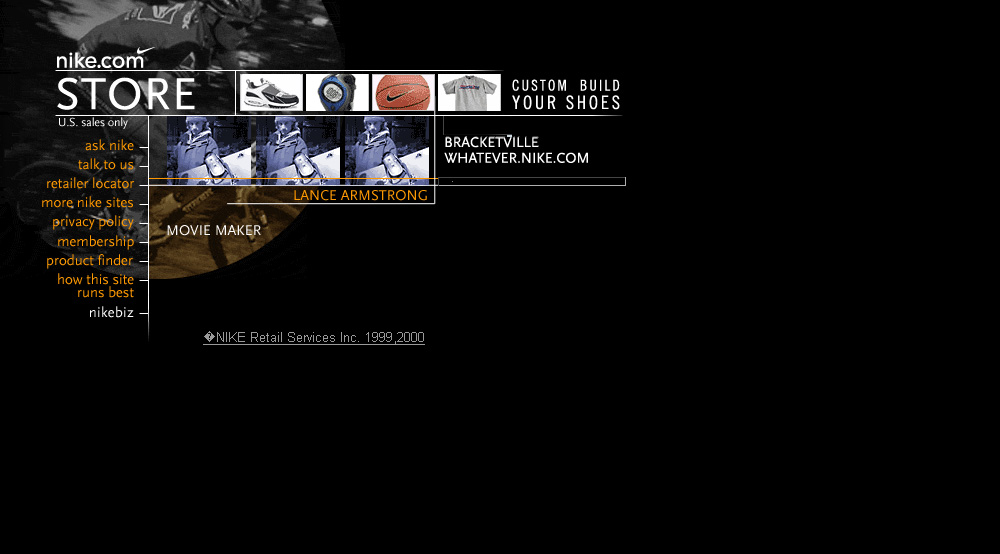 nike.com
STORE
U.S. sales only
CUSTOM BUILD
YOUR SHOES
ask nike
talk to us
retailer locator
more nike sites
privacy policy
membership
product finder
how this site
runs best
nikebiz
BRACKETVILLE
WHATEVER.NIKE.COM
LANCE ARMSTRONG
MOVIE MAKER
�NIKE Retail Services Inc. 1999,2000